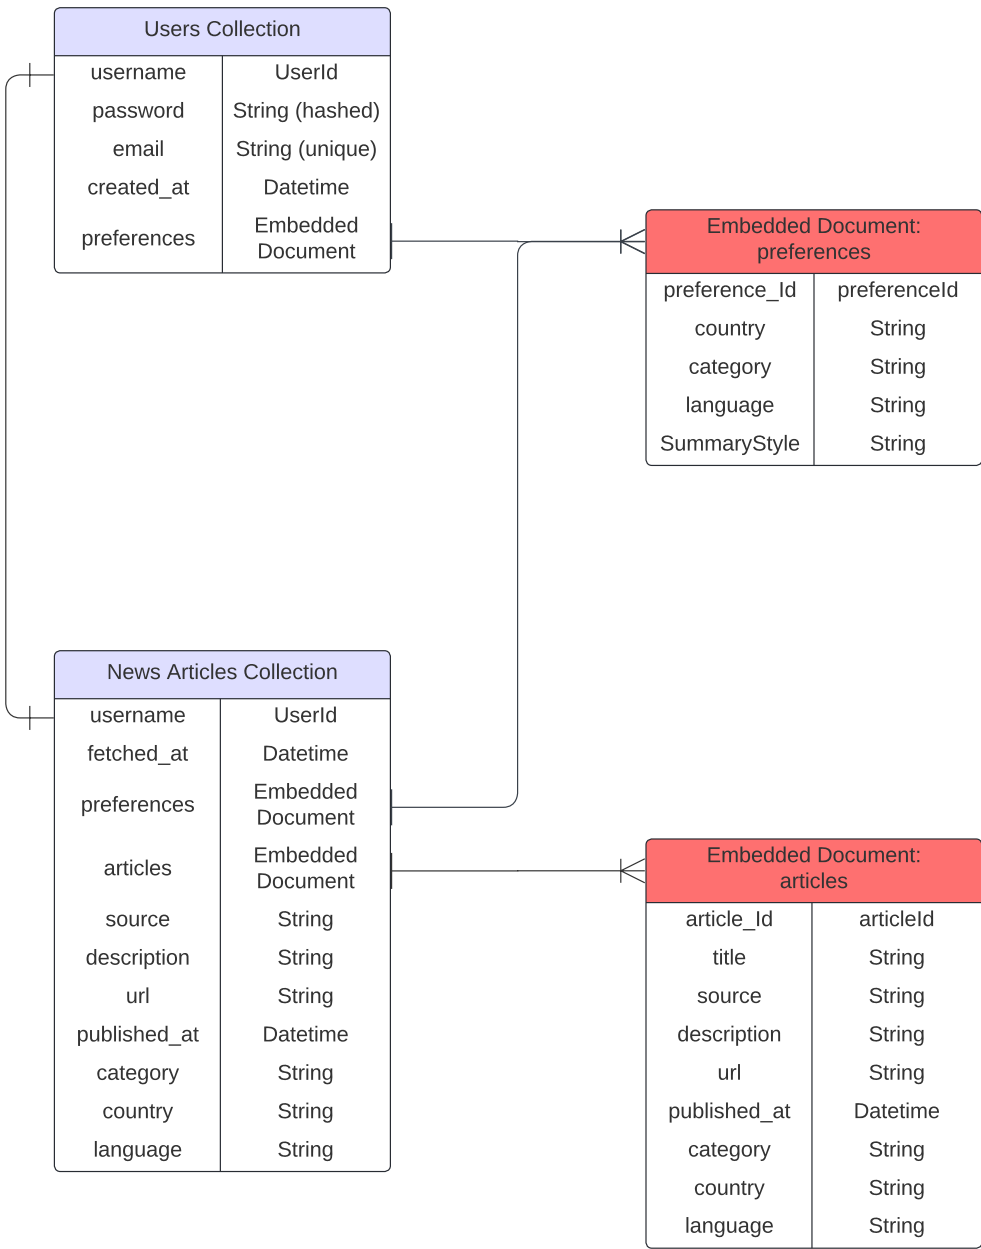 Users Collection
username UserId
password String (hashed)
email String (unique)
created_at Datetime
preferences Embedded
Document
Embedded Document:
preferences
preference_Id preferenceId
country String
category String
language String
SummaryStyle String
News Articles Collection
username UserId
fetched_at Datetime
preferences Embedded
Document
articles Embedded
Document
source String
description String
url String
published_at Datetime
category String
country String
language String
Embedded Document:
articles
article_Id articleId
title String
source String
description String
url String
published_at Datetime
category String
country String
language String